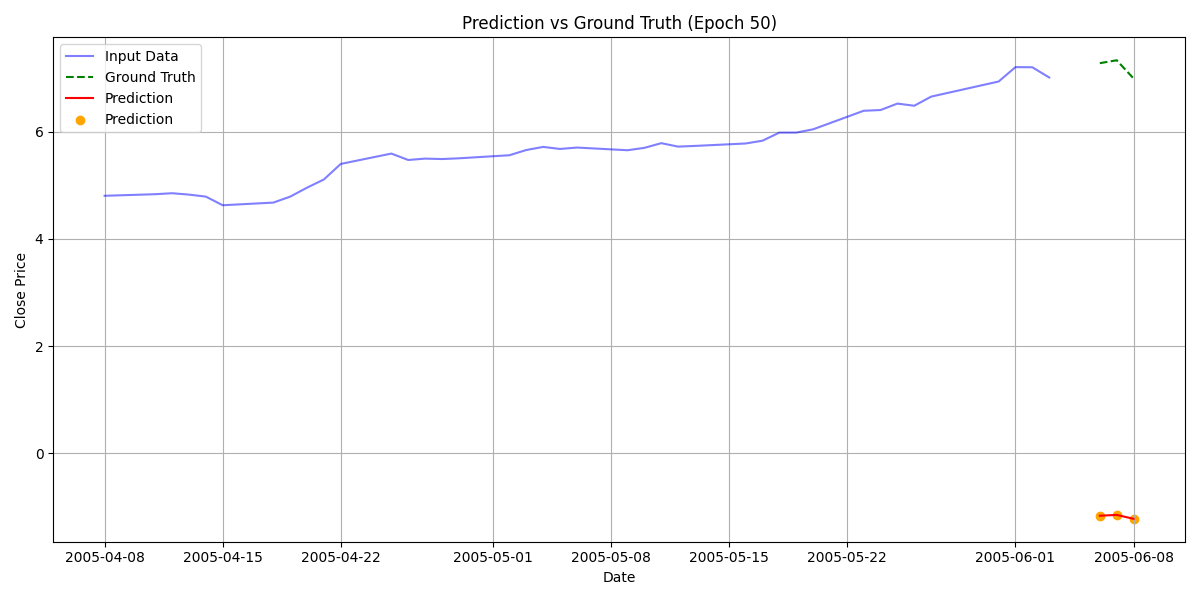 Prediction vs Ground Truth (Epoch 50)
Input Data
Ground Truth
Prediction
Prediction
Close Price
6
4
2
0
2005-04-08
2005-04-15
2005-04-22
2005-05-01
2005-05-08
2005-05-15
2005-05-22
2005-06-01
2005-06-08
Date